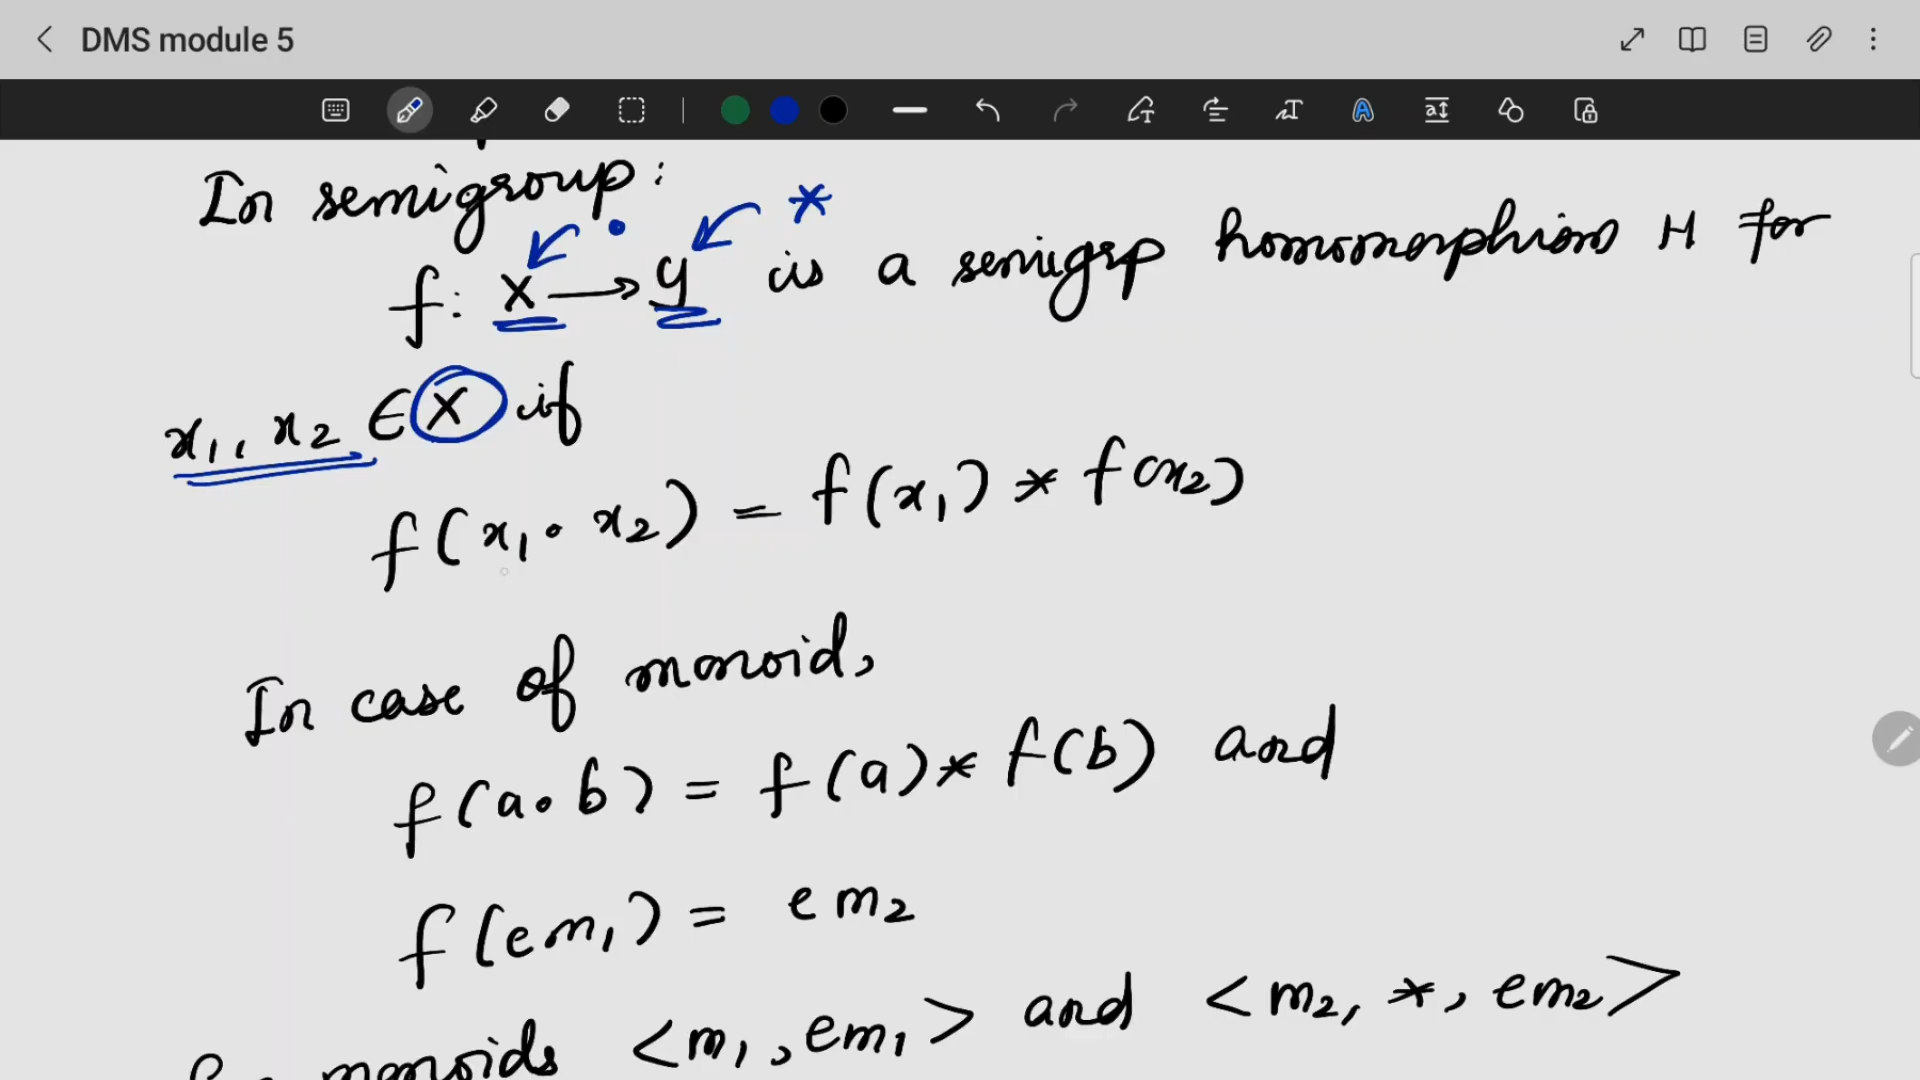 DMS module 5
In semigroup:
• *
f: X → y is a semigrp homomorphism H for
x₁, x₂ ∈ X if
f(x₁ • x₂) = f(x₁) * f(x₂)
In case of monoid,
f(a • b) = f(a) * f(b) and
f(em₁) = em₂
monoids <m₁, em₁> and <m₂, *, em₂>